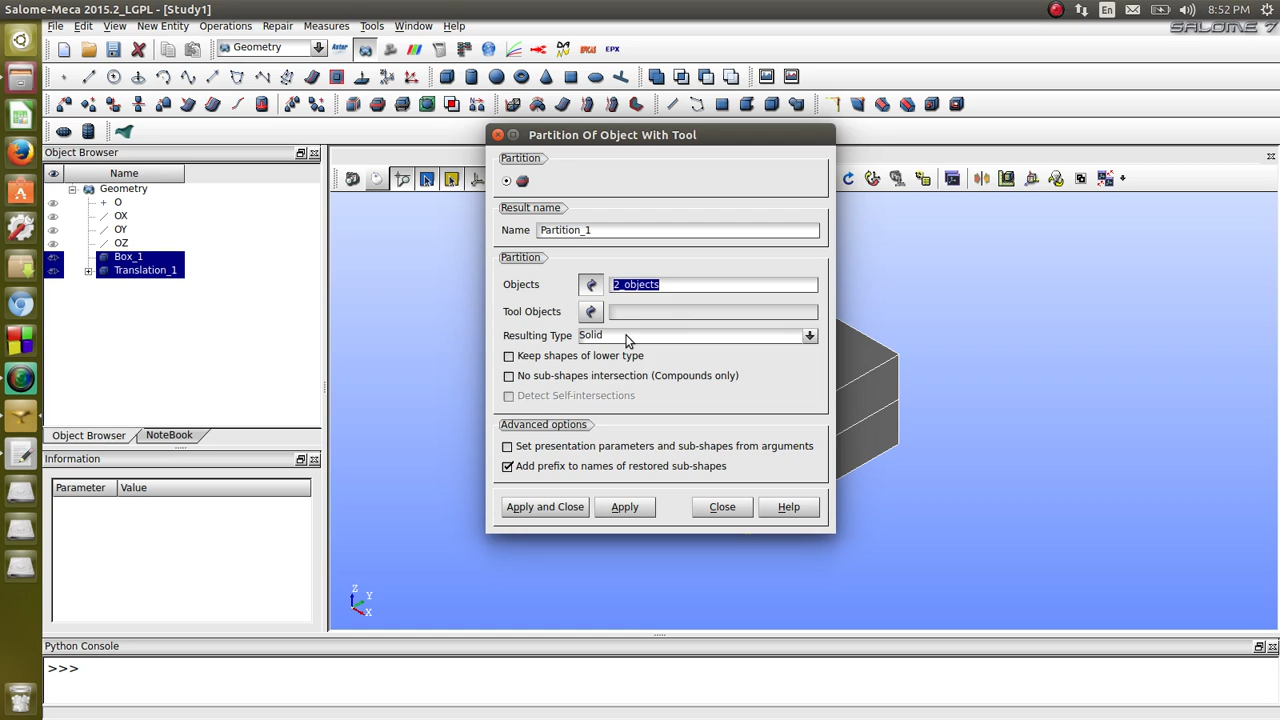 Salome-Meca 2015.2_LGPL - [Study1]
En
8:52 PM
File Edit View New Entity Operations Repair Measures Tools Window Help
SALOME 7
Geometry
Aster
EFICAS
EPX
Object Browser
Name
Geometry
O
OX
OY
OZ
Box_1
Translation_1
Object Browser
NoteBook
Information
Parameter Value
Partition Of Object With Tool
Partition
Result name
Name Partition_1
Partition
Objects 2_objects
Tool Objects
Resulting Type Solid
Keep shapes of lower type
No sub-shapes intersection (Compounds only)
Detect Self-intersections
Advanced options
Set presentation parameters and sub-shapes from arguments
Add prefix to names of restored sub-shapes
Apply and Close Apply Close Help
Z
Y
X
Python Console
>>>